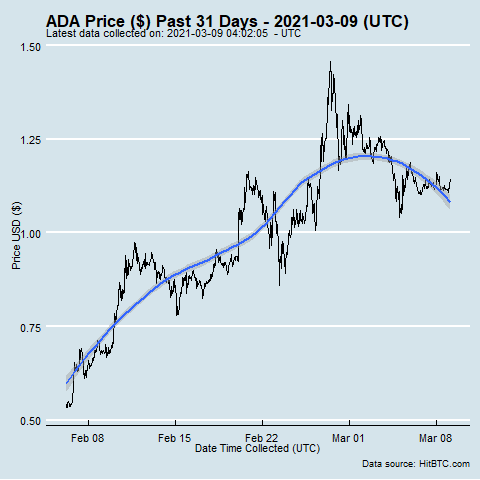 ADA Price ($) Past 31 Days - 2021-03-09 (UTC)
Latest data collected on: 2021-03-09 04:02:05 - UTC
1.50
1.25
1.00
0.75
0.50
Price USD ($)
Feb 08 Feb 15 Feb 22 Mar 01 Mar 08
Date Time Collected (UTC)
Data source: HitBTC.com